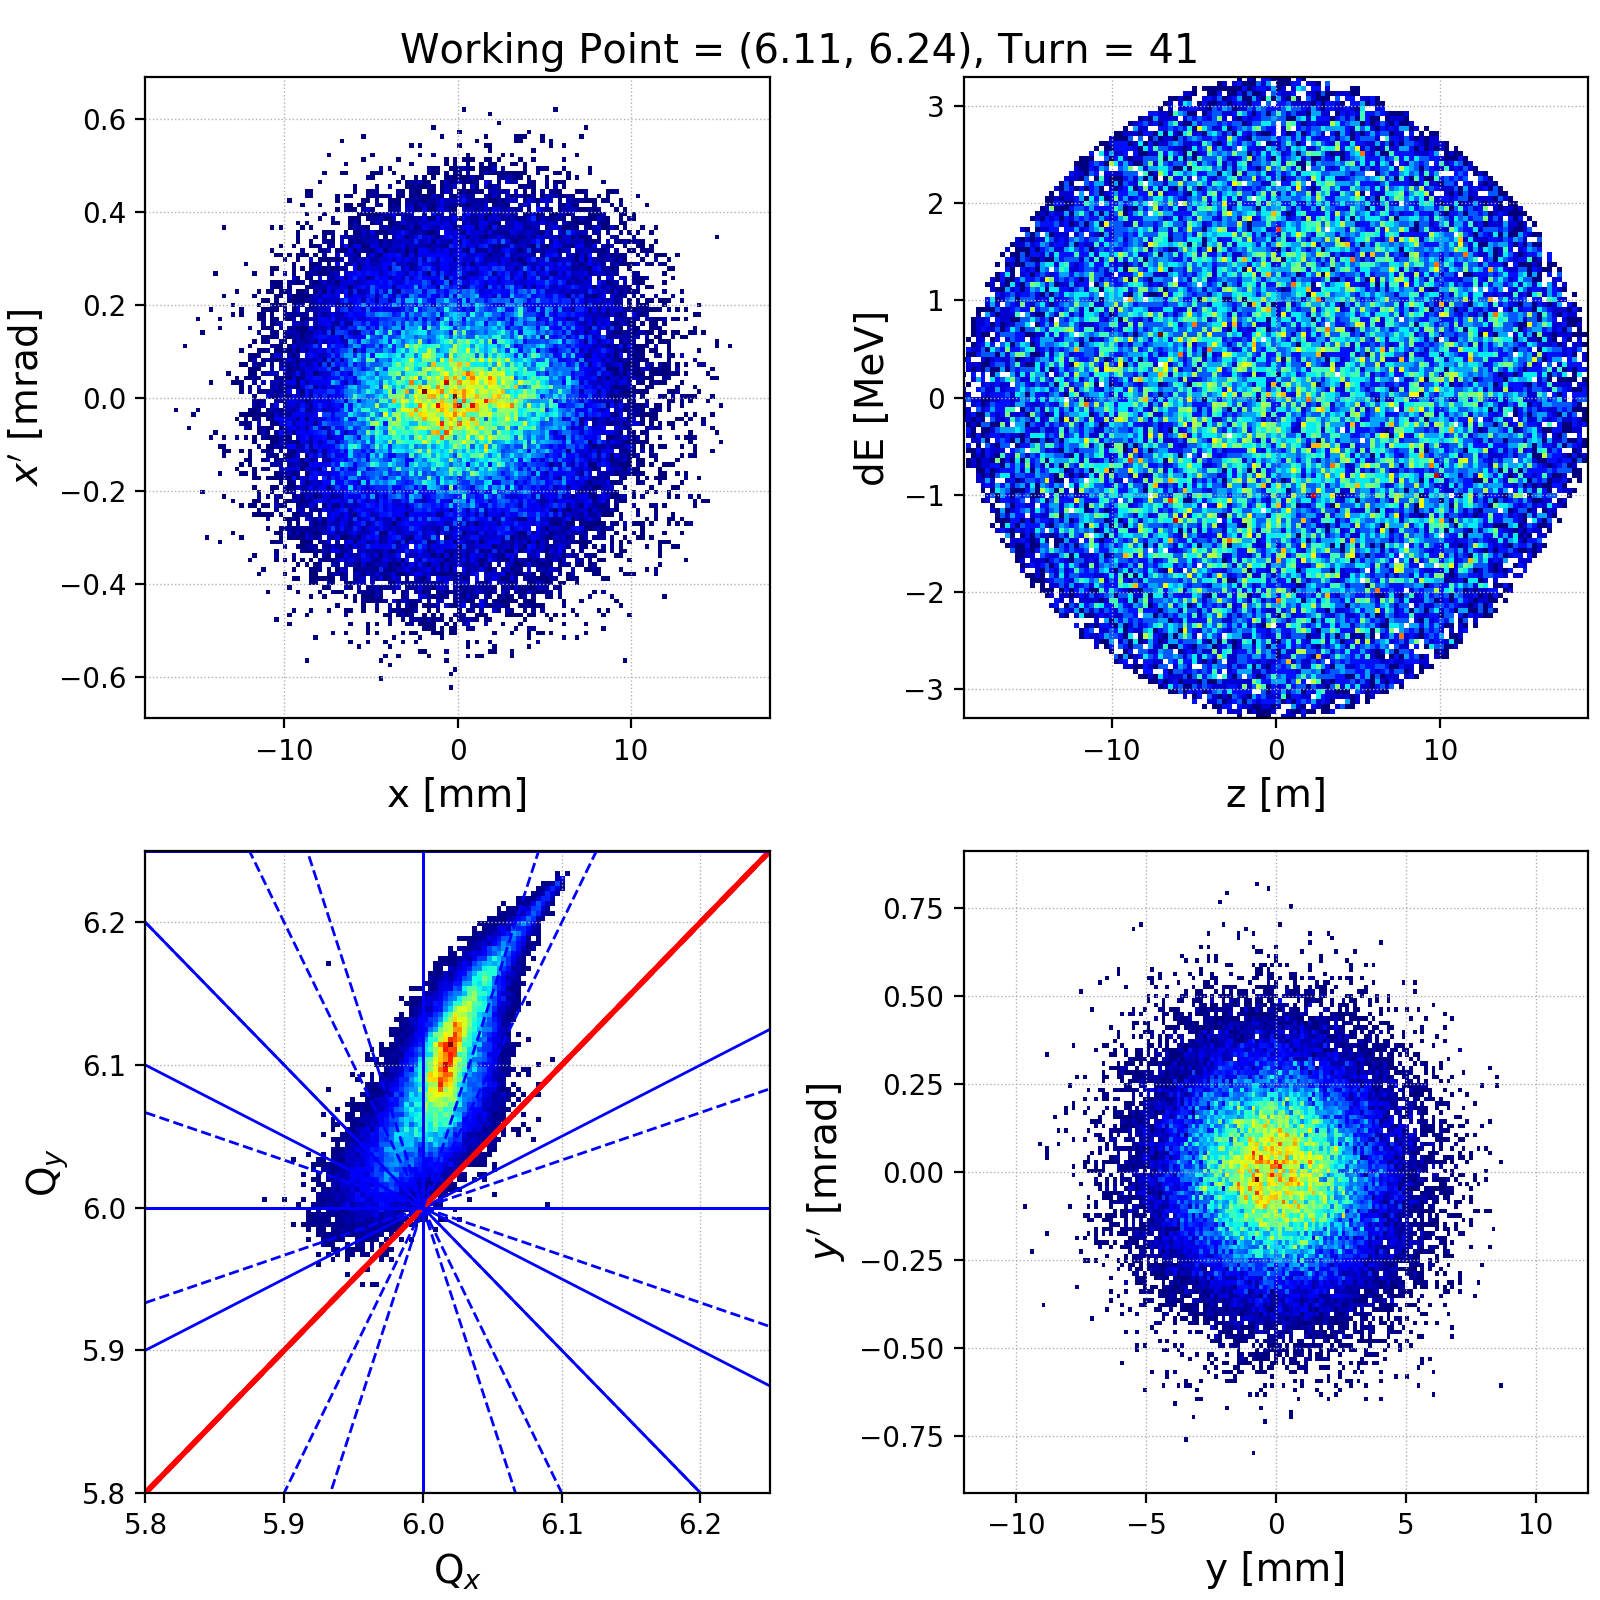 Working Point = (6.11, 6.24), Turn = 41
0.6
0.4
0.2
0.0
−0.2
−0.4
−0.6
x′ [mrad]
−10 0 10
x [mm]
3
2
1
0
−1
−2
−3
dE [MeV]
−10 0 10
z [m]
6.2
6.1
6.0
5.9
5.8
Qy
5.8 5.9 6.0 6.1 6.2
Qx
0.75
0.50
0.25
0.00
−0.25
−0.50
−0.75
y′ [mrad]
−10 −5 0 5 10
y [mm]